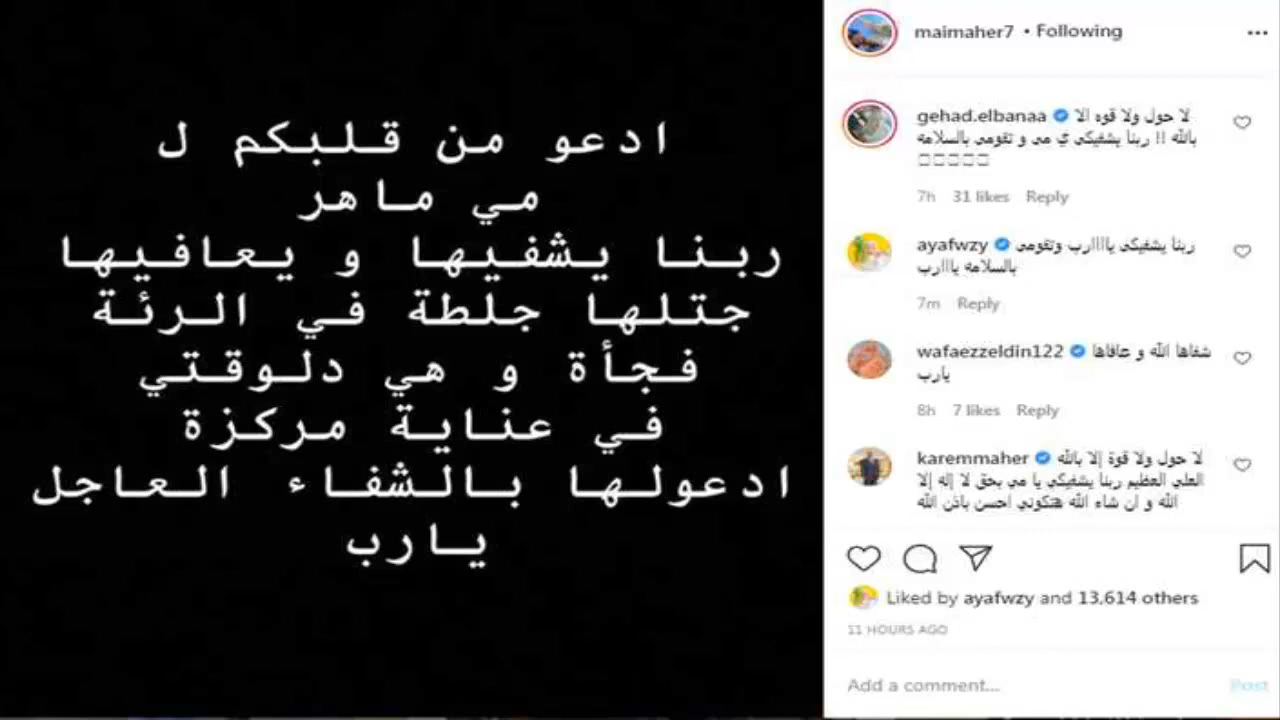 ادعو من قلبكم ل
مي ماهر
ربنا يشفيها و يعافيها
جتلها جلطة في الرئة
فجأة و هي دلوقتي
في عناية مركزة
ادعولها بالشفاء العاجل
يارب
maimaher7 • Following
gehad.elbanaa لا حول ولا قوه الا
بالله !! ربنا يشفيكي ي مي و تقومي بالسلامه
7h 31 likes Reply
ayafwzy ربنا يشفيكي ياااارب وتقومي
بالسلامه يااارب
7m Reply
wafaezzeldin122 شفاها الله و عافاها
يارب
8h 7 likes Reply
karemmaher لا حول ولا قوة إلا بالله
العلي العظيم ربنا يشفيكي يا مي بحق لا إله إلا
الله و ان شاء الله هتكوني احسن باذن الله
Liked by ayafwzy and 13,614 others
11 HOURS AGO
Add a comment... Post